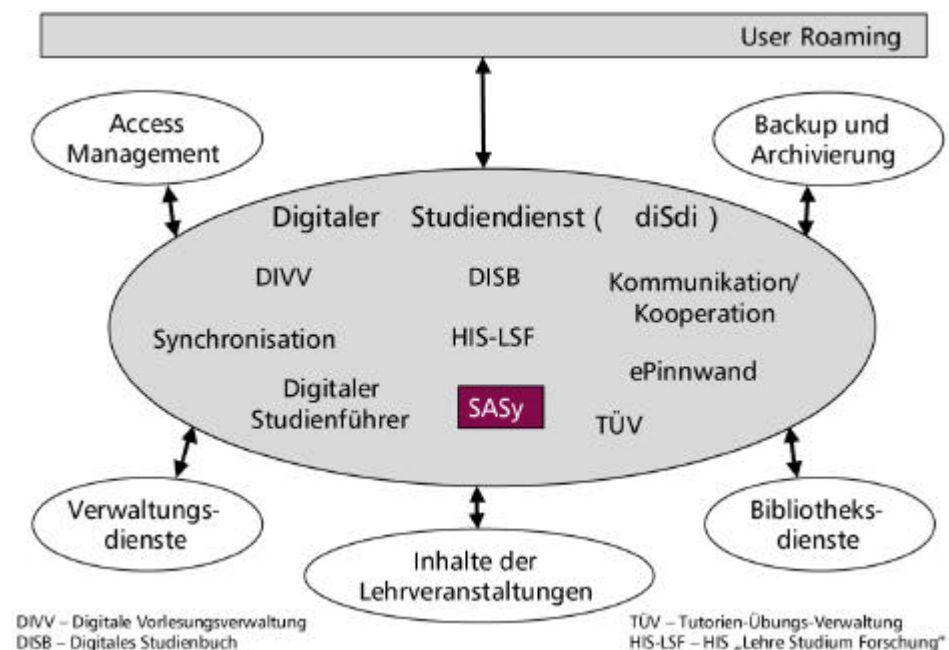 User Roaming
Access
Management
Backup und
Archivierung
Digitaler Studiendienst ( diSdi )
DIVV
DISB
Kommunikation/
Kooperation
Synchronisation
HIS-LSF
ePinnwand
Digitaler
Studienführer
SASy
TÜV
Verwaltungs-
dienste
Inhalte der
Lehrveranstaltungen
Bibliotheks-
dienste
DIVV – Digitale Vorlesungsverwaltung
DISB – Digitales Studienbuch
TÜV – Tutorien-Übungs-Verwaltung
HIS-LSF – HIS „Lehre Studium Forschung“